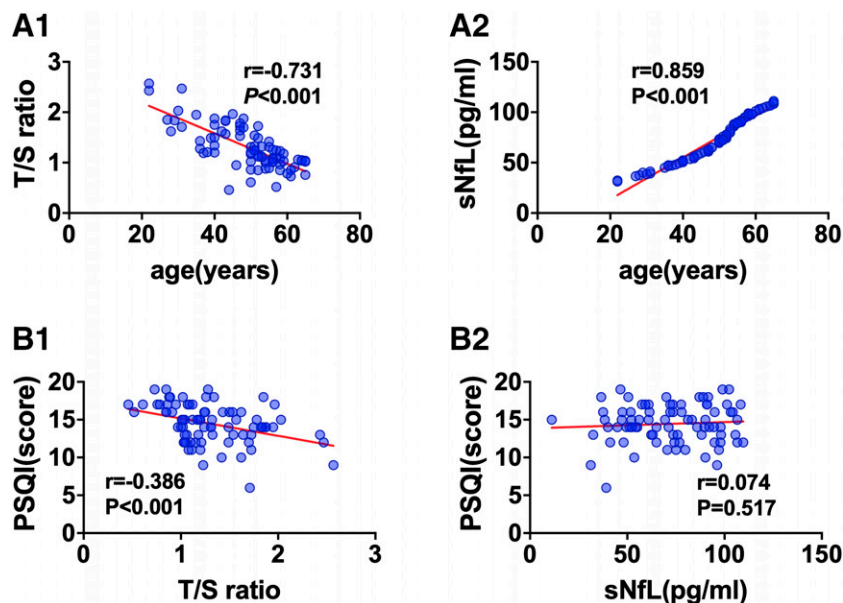 A1
T/S ratio
3
2
1
0
r=-0.731
P<0.001
0 20 40 60 80
age(years)
A2
sNfL(pg/ml)
150
100
50
0
r=0.859
P<0.001
0 20 40 60 80
age(years)
B1
PSQI(score)
20
15
10
5
0
r=-0.386
P<0.001
0 1 2 3
T/S ratio
B2
PSQI(score)
20
15
10
5
0
r=0.074
P=0.517
0 50 100 150
sNfL(pg/ml)